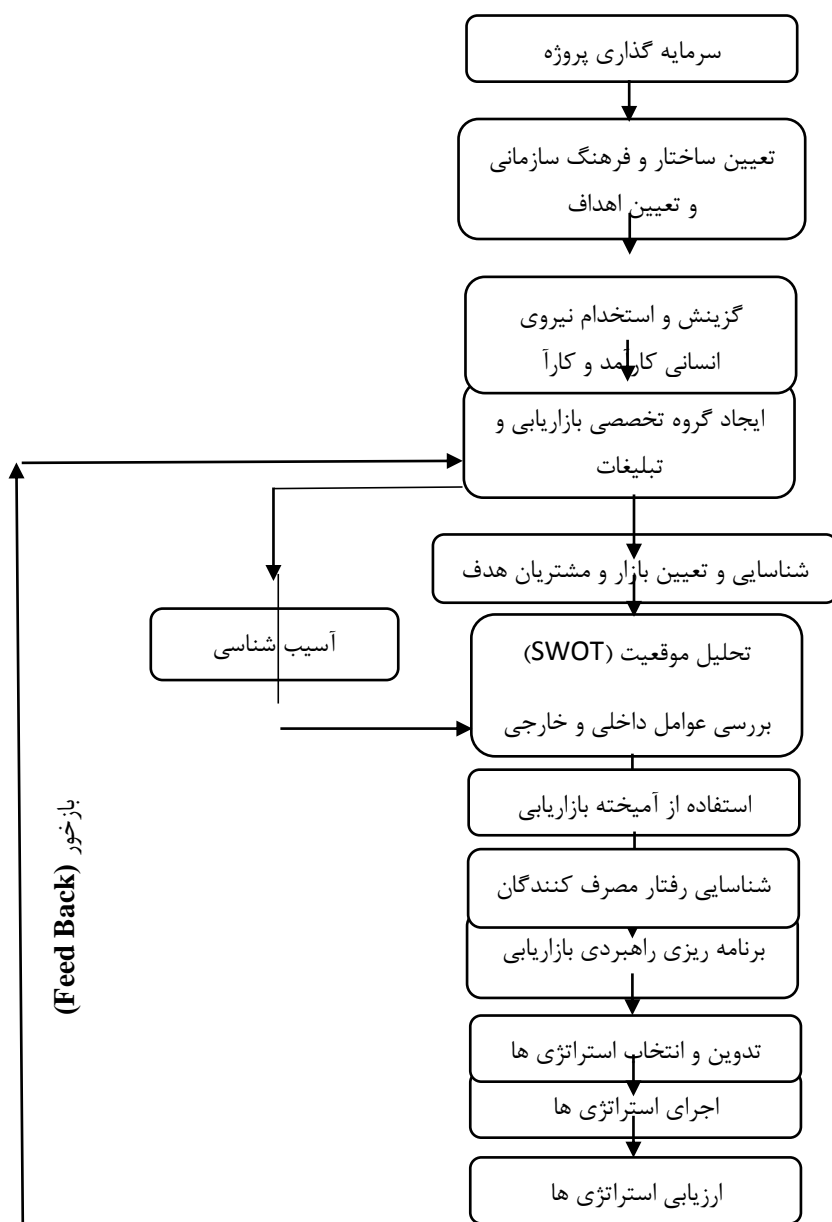 سرمایه گذاری پروژه
تعیین ساختار و فرهنگ سازمانی
و تعیین اهداف
گزینش و استخدام نیروی
انسانی کارآمد و کارآ
ایجاد گروه تخصصی بازاریابی و
تبلیغات
شناسایی و تعیین بازار و مشتریان هدف
آسیب شناسی
تحلیل موقعیت (SWOT)
بررسی عوامل داخلی و خارجی
استفاده از آمیخته بازاریابی
شناسایی رفتار مصرف کنندگان
برنامه ریزی راهبردی بازاریابی
تدوین و انتخاب استراتژی ها
اجرای استراتژی ها
ارزیابی استراتژی ها
بازخور (Feed Back)